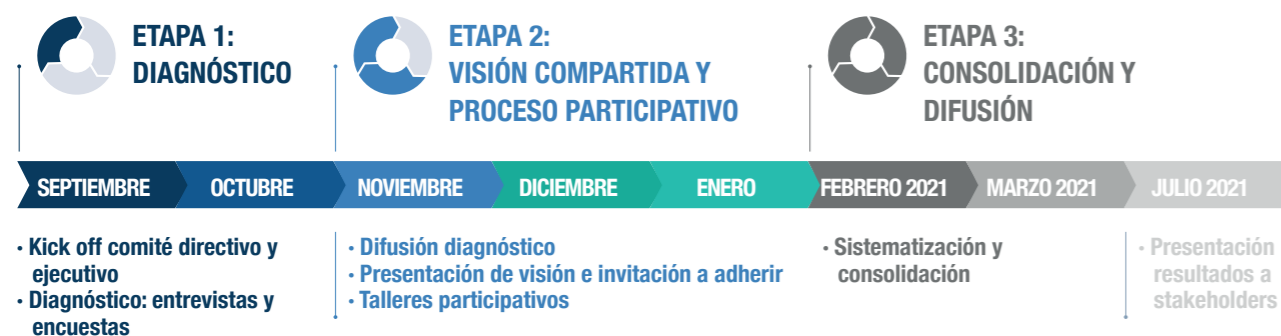 ETAPA 1:
DIAGNÓSTICO
ETAPA 2:
VISIÓN COMPARTIDA Y
PROCESO PARTICIPATIVO
ETAPA 3:
CONSOLIDACIÓN Y
DIFUSIÓN
SEPTIEMBRE OCTUBRE NOVIEMBRE DICIEMBRE ENERO FEBRERO 2021 MARZO 2021 JULIO 2021
· Kick off comité directivo y
ejecutivo
· Diagnóstico: entrevistas y
encuestas
· Difusión diagnóstico
· Presentación de visión e invitación a adherir
· Talleres participativos
· Sistematización y
consolidación
· Presentación
resultados a
stakeholders